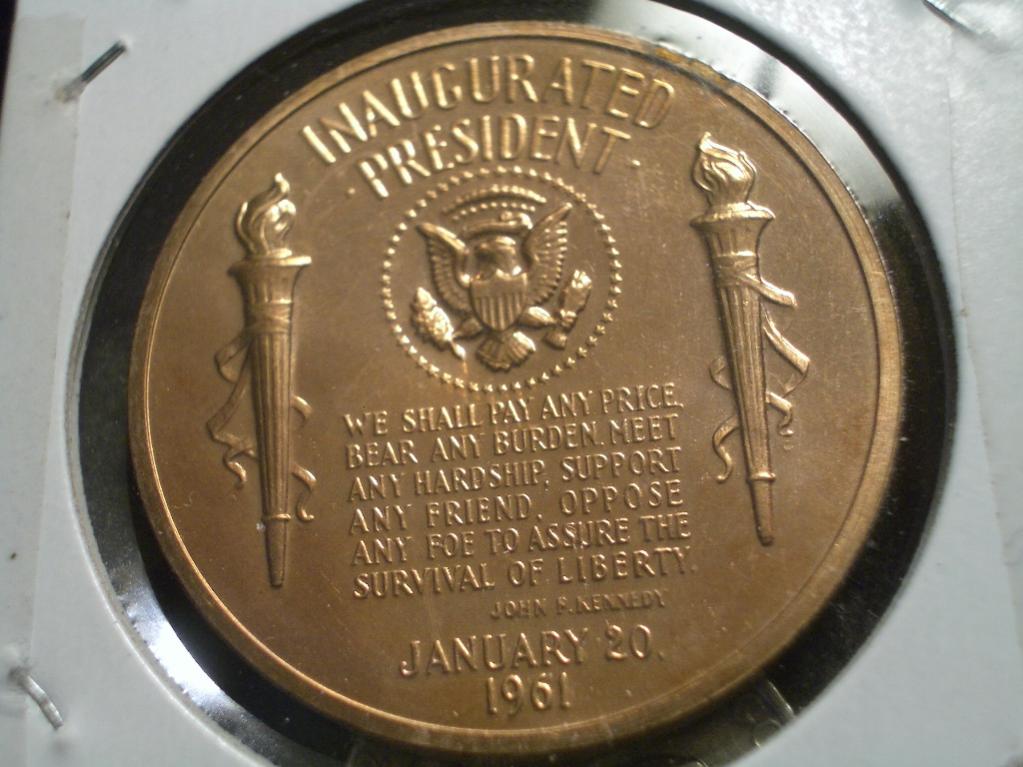 INAUGURATED
· PRESIDENT ·
WE SHALL PAY ANY PRICE,
BEAR ANY BURDEN, MEET
ANY HARDSHIP, SUPPORT
ANY FRIEND, OPPOSE
ANY FOE TO ASSURE THE
SURVIVAL OF LIBERTY.
JOHN F. KENNEDY
JANUARY 20,
1961